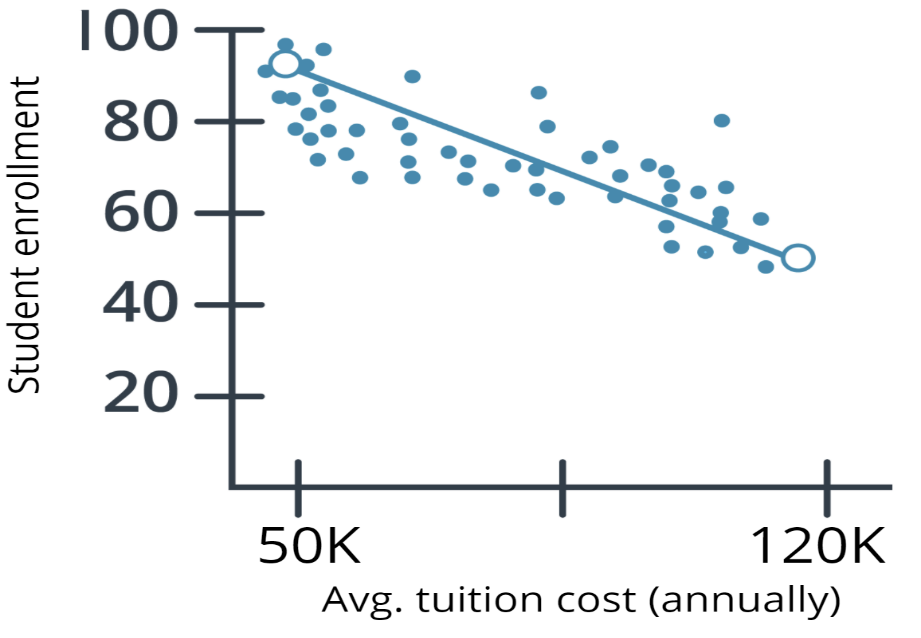 100
80
60
40
20
Student enrollment
50K
120K
Avg. tuition cost (annually)